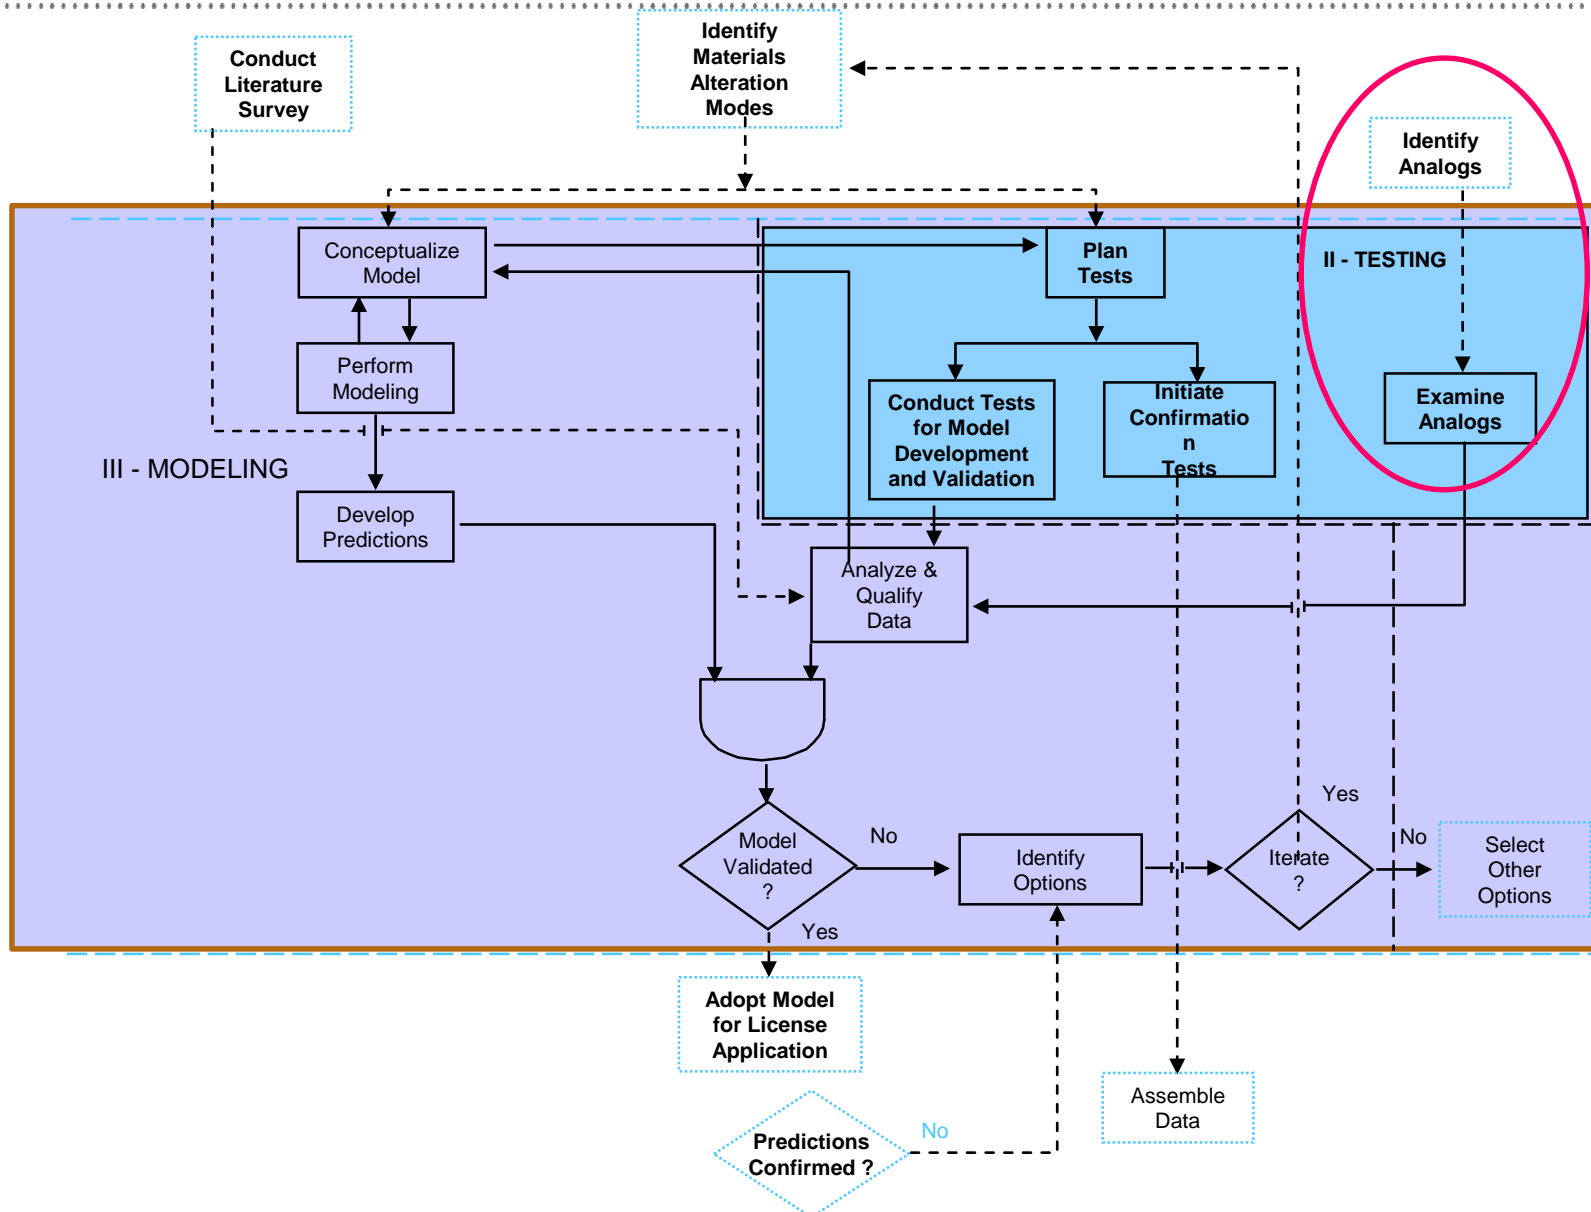 Identify
Materials
Alteration
Modes
Conduct
Literature
Survey
Identify
Analogs
Conceptualize
Model
Plan
Tests
II - TESTING
Perform
Modeling
Conduct Tests
for Model
Development
and Validation
Initiate
Confirmatio
n
Tests
Examine
Analogs
III - MODELING
Develop
Predictions
Analyze &
Qualify
Data
Model
Validated
?
No
Yes
Identify
Options
Iterate
?
Yes
No
Select
Other
Options
Adopt Model
for License
Application
Assemble
Data
Predictions
Confirmed ?
No